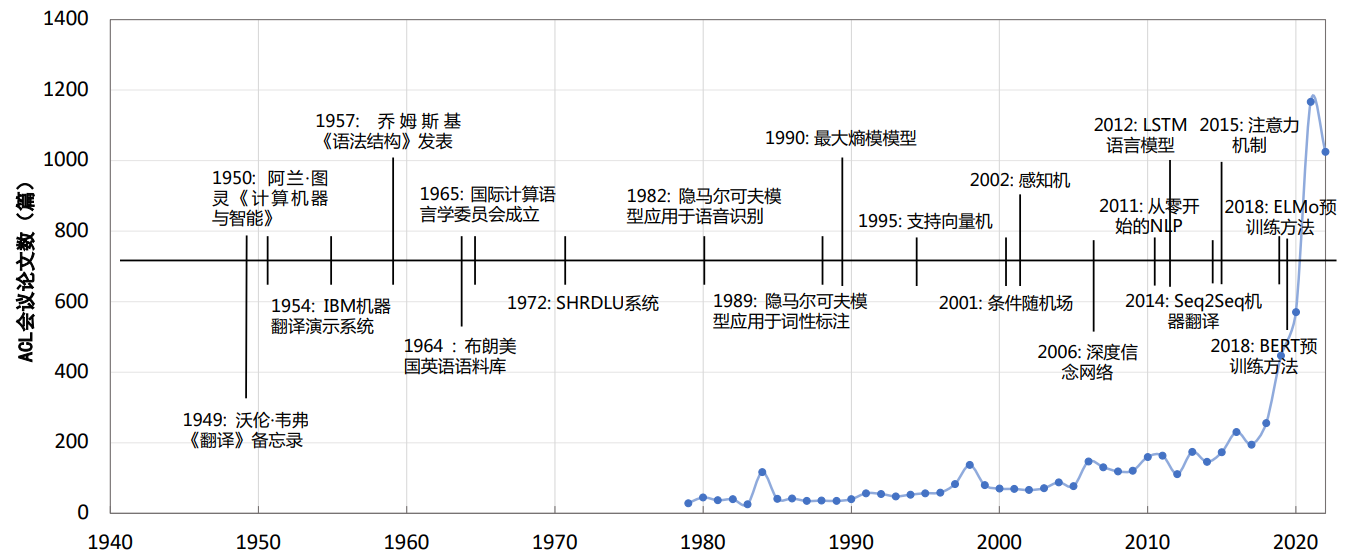 1400
1200
1000
800
600
400
200
0
ACL会议论文数（篇）
1957: 乔姆斯基
《语法结构》发表
1950: 阿兰·图
灵《计算机器
与智能》
1965: 国际计算语
言学委员会成立
1982: 隐马尔可夫模
型应用于语音识别
1990: 最大熵模模型
1995: 支持向量机
2002: 感知机
2012: LSTM
语言模型
2015: 注意力
机制
2011: 从零开
始的NLP
2018: ELMo预
训练方法
1954: IBM机器
翻译演示系统
1964 : 布朗美
国英语语料库
1949: 沃伦·韦弗
《翻译》备忘录
1972: SHRDLU系统
1989: 隐马尔可夫模
型应用于词性标注
2001: 条件随机场
2006: 深度信
念网络
2014: Seq2Seq机
器翻译
2018: BERT预
训练方法
1940 1950 1960 1970 1980 1990 2000 2010 2020